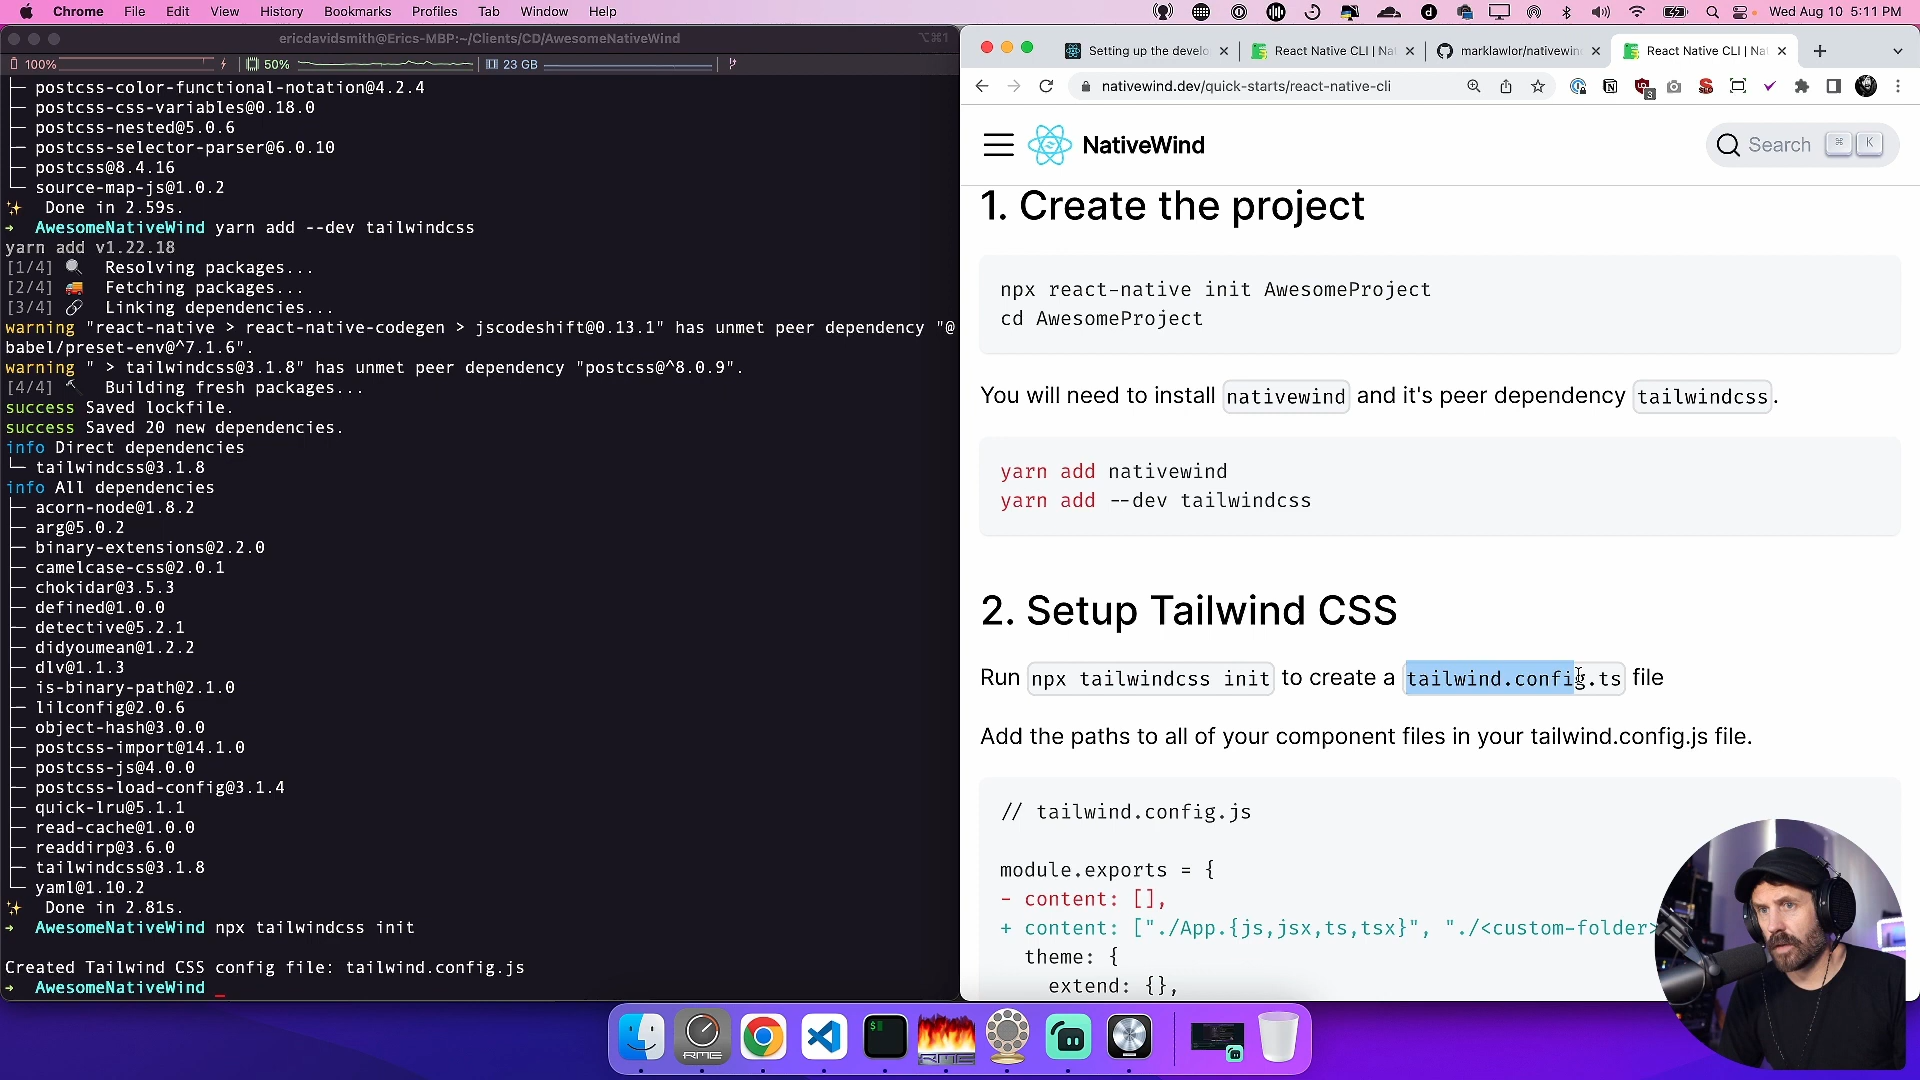 Chrome File Edit View History Bookmarks Profiles Tab Window Help
Wed Aug 10 5:11 PM
ericdavidsmith@Erics-MBP:~/Clients/CD/AwesomeNativeWind
⌥⌘1
100% 50% 23 GB
├─ postcss-color-functional-notation@4.2.4
├─ postcss-css-variables@0.18.0
├─ postcss-nested@5.0.6
├─ postcss-selector-parser@6.0.10
├─ postcss@8.4.16
└─ source-map-js@1.0.2
✨ Done in 2.59s.
→ AwesomeNativeWind yarn add --dev tailwindcss
yarn add v1.22.18
[1/4] 🔍 Resolving packages...
[2/4] 🚚 Fetching packages...
[3/4] 🔗 Linking dependencies...
warning "react-native > react-native-codegen > jscodeshift@0.13.1" has unmet peer dependency "@
babel/preset-env@^7.1.6".
warning " > tailwindcss@3.1.8" has unmet peer dependency "postcss@^8.0.9".
[4/4] 🔨 Building fresh packages...
success Saved lockfile.
success Saved 20 new dependencies.
info Direct dependencies
└─ tailwindcss@3.1.8
info All dependencies
├─ acorn-node@1.8.2
├─ arg@5.0.2
├─ binary-extensions@2.2.0
├─ camelcase-css@2.0.1
├─ chokidar@3.5.3
├─ defined@1.0.0
├─ detective@5.2.1
├─ didyoumean@1.2.2
├─ dlv@1.1.3
├─ is-binary-path@2.1.0
├─ lilconfig@2.0.6
├─ object-hash@3.0.0
├─ postcss-import@14.1.0
├─ postcss-js@4.0.0
├─ postcss-load-config@3.1.4
├─ quick-lru@5.1.1
├─ read-cache@1.0.0
├─ readdirp@3.6.0
├─ tailwindcss@3.1.8
└─ yaml@1.10.2
✨ Done in 2.81s.
→ AwesomeNativeWind npx tailwindcss init
Created Tailwind CSS config file: tailwind.config.js
→ AwesomeNativeWind _
Setting up the develo
React Native CLI | Nat
marklawlor/nativewin
React Native CLI | Nat
nativewind.dev/quick-starts/react-native-cli
3
NativeWind
Search ⌘ K
1. Create the project
npx react-native init AwesomeProject
cd AwesomeProject
You will need to install nativewind and it's peer dependency tailwindcss.
yarn add nativewind
yarn add --dev tailwindcss
2. Setup Tailwind CSS
Run npx tailwindcss init to create a tailwind.config.ts file
Add the paths to all of your component files in your tailwind.config.js file.
// tailwind.config.js
module.exports = {
- content: [],
+ content: ["./App.{js,jsx,ts,tsx}", "./<custom-folder>
theme: {
extend: {},
RME
RME